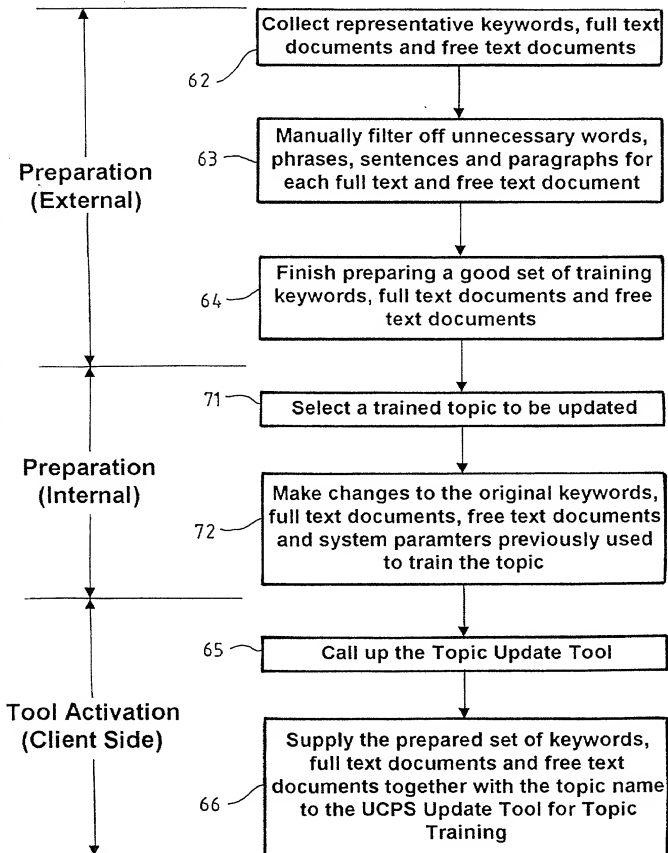 Collect representative keywords, full text
documents and free text documents
62
Manually filter off unnecessary words,
phrases, sentences and paragraphs for
each full text and free text document
63
Preparation
(External)
Finish preparing a good set of training
keywords, full text documents and free
text documents
64
71
Select a trained topic to be updated
Preparation
(Internal)
Make changes to the original keywords,
full text documents, free text documents
and system paramters previously used
to train the topic
72
65
Call up the Topic Update Tool
Tool Activation
(Client Side)
Supply the prepared set of keywords,
full text documents and free text
documents together with the topic name
to the UCPS Update Tool for Topic
Training
66